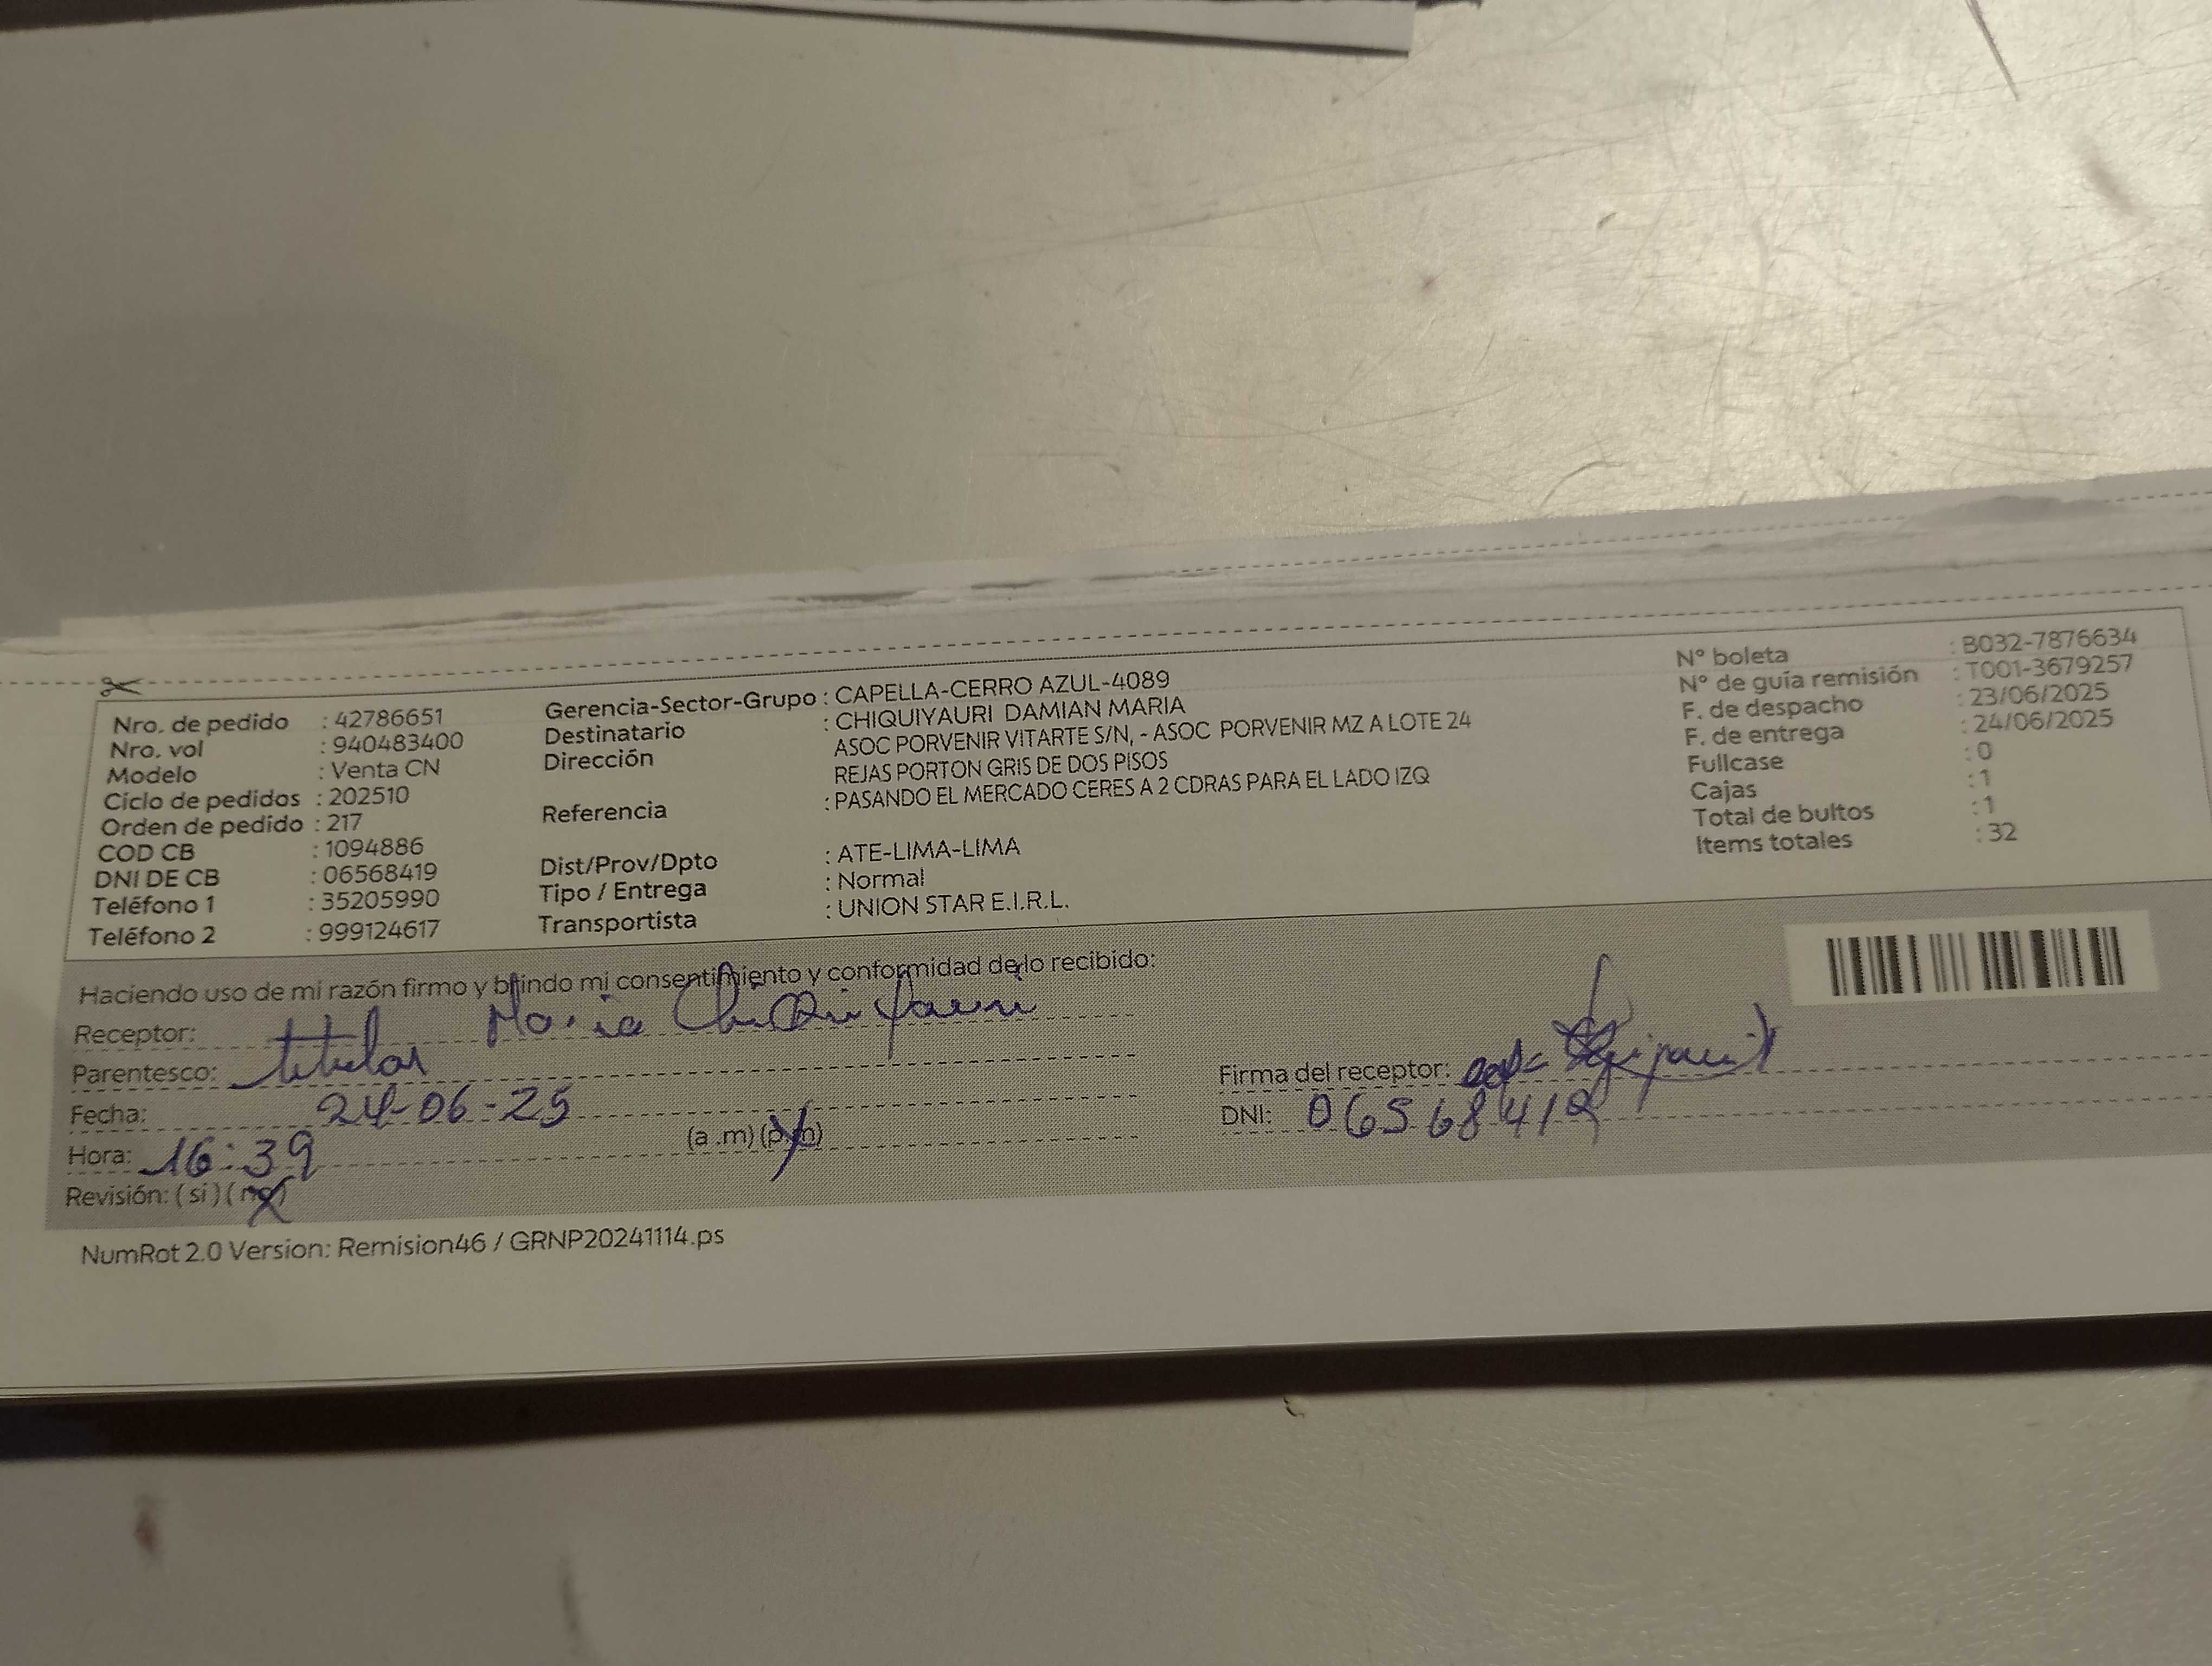 Nro. de pedido : 42786651
Nro. vol : 940483400
Modelo : Venta CN
Ciclo de pedidos : 202510
Orden de pedido : 217
COD CB : 1094886
DNI DE CB : 06568419
Teléfono 1 : 35205990
Teléfono 2 : 999124617
Gerencia-Sector-Grupo : CAPELLA-CERRO AZUL-4089
Destinatario : CHIQUIYAURI DAMIAN MARIA
Dirección ASOC PORVENIR VITARTE S/N, - ASOC PORVENIR MZ A LOTE 24
REJAS PORTON GRIS DE DOS PISOS
Referencia : PASANDO EL MERCADO CERES A 2 CDRAS PARA EL LADO IZQ
Dist/Prov/Dpto : ATE-LIMA-LIMA
Tipo / Entrega : Normal
Transportista : UNION STAR E.I.R.L.
N° boleta : B032-7876634
N° de guía remisión : T001-3679257
F. de despacho : 23/06/2025
F. de entrega : 24/06/2025
Fullcase : 0
Cajas : 1
Total de bultos : 1
Items totales : 32
Haciendo uso de mi razón firmo y brindo mi consentimiento y conformidad de lo recibido:
Receptor: Maria Chiquiyauri
Parentesco: titular
Fecha: 24-06-25
Hora: 16:39 (a .m) (p.m)
Revisión: ( si ) ( no )
Firma del receptor:
DNI: 06568419
NumRot 2.0 Version: Remision46 / GRNP20241114.ps